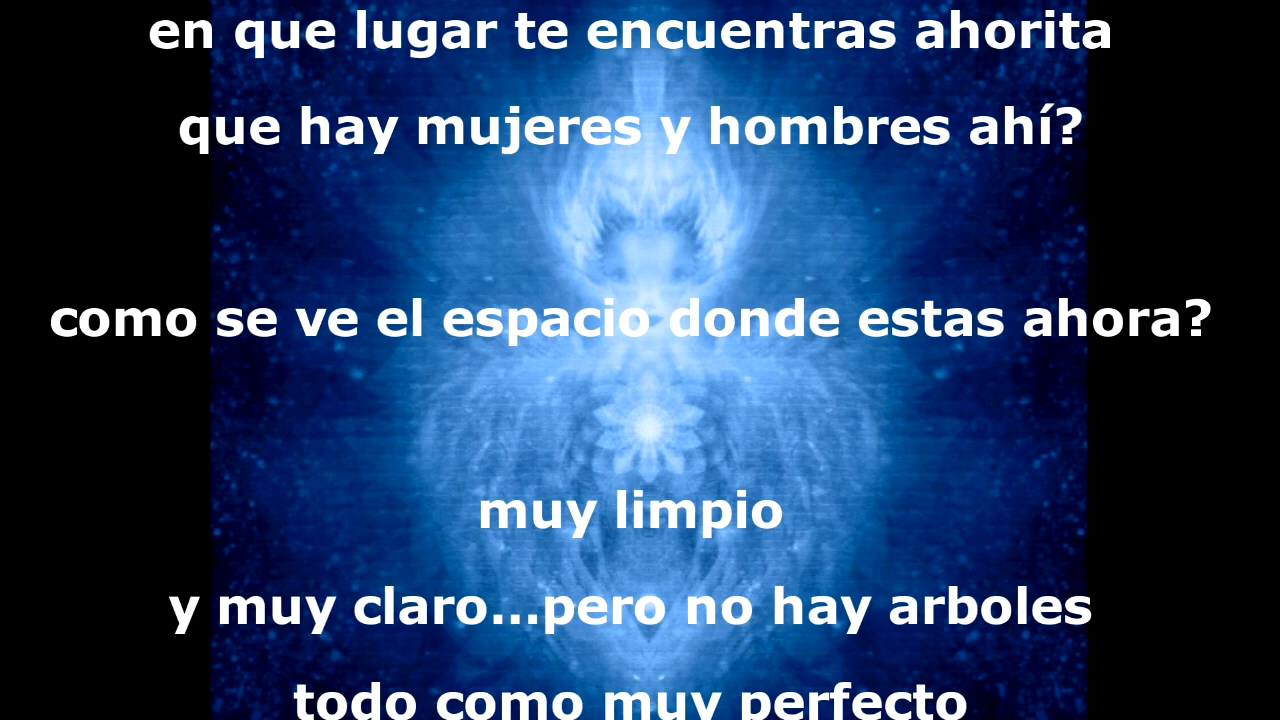 en que lugar te encuentras ahorita
que hay mujeres y hombres ahí?
como se ve el espacio donde estas ahora?
muy limpio
y muy claro...pero no hay arboles
todo como muy perfecto